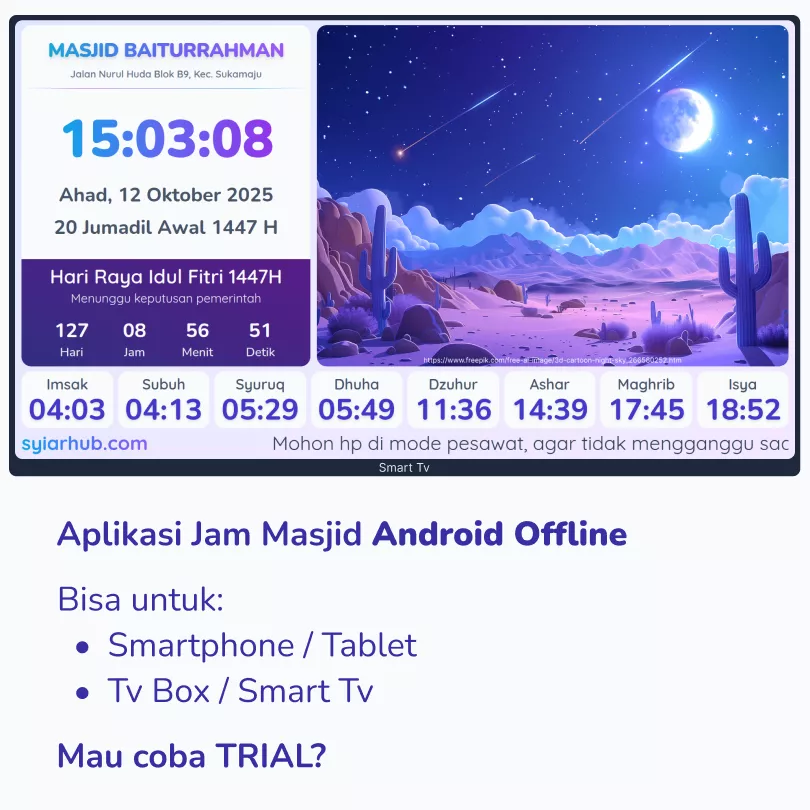 MASJID BAITURRAHMAN
Jalan Nurul Huda Blok B9, Kec. Sukamaju
15:03:08
Ahad, 12 Oktober 2025
20 Jumadil Awal 1447 H
Hari Raya Idul Fitri 1447H
Menunggu keputusan pemerintah
127 08 56 51
Hari Jam Menit Detik
https://www.freepik.com/free-ai-image/3d-cartoon-night-sky_266580252.htm
Imsak Subuh Syuruq Dhuha Dzuhur Ashar Maghrib Isya
04:03 04:13 05:29 05:49 11:36 14:39 17:45 18:52
syiarhub.com Mohon hp di mode pesawat, agar tidak mengganggu sac
Smart Tv
Aplikasi Jam Masjid Android Offline
Bisa untuk:
• Smartphone / Tablet
• Tv Box / Smart Tv
Mau coba TRIAL?